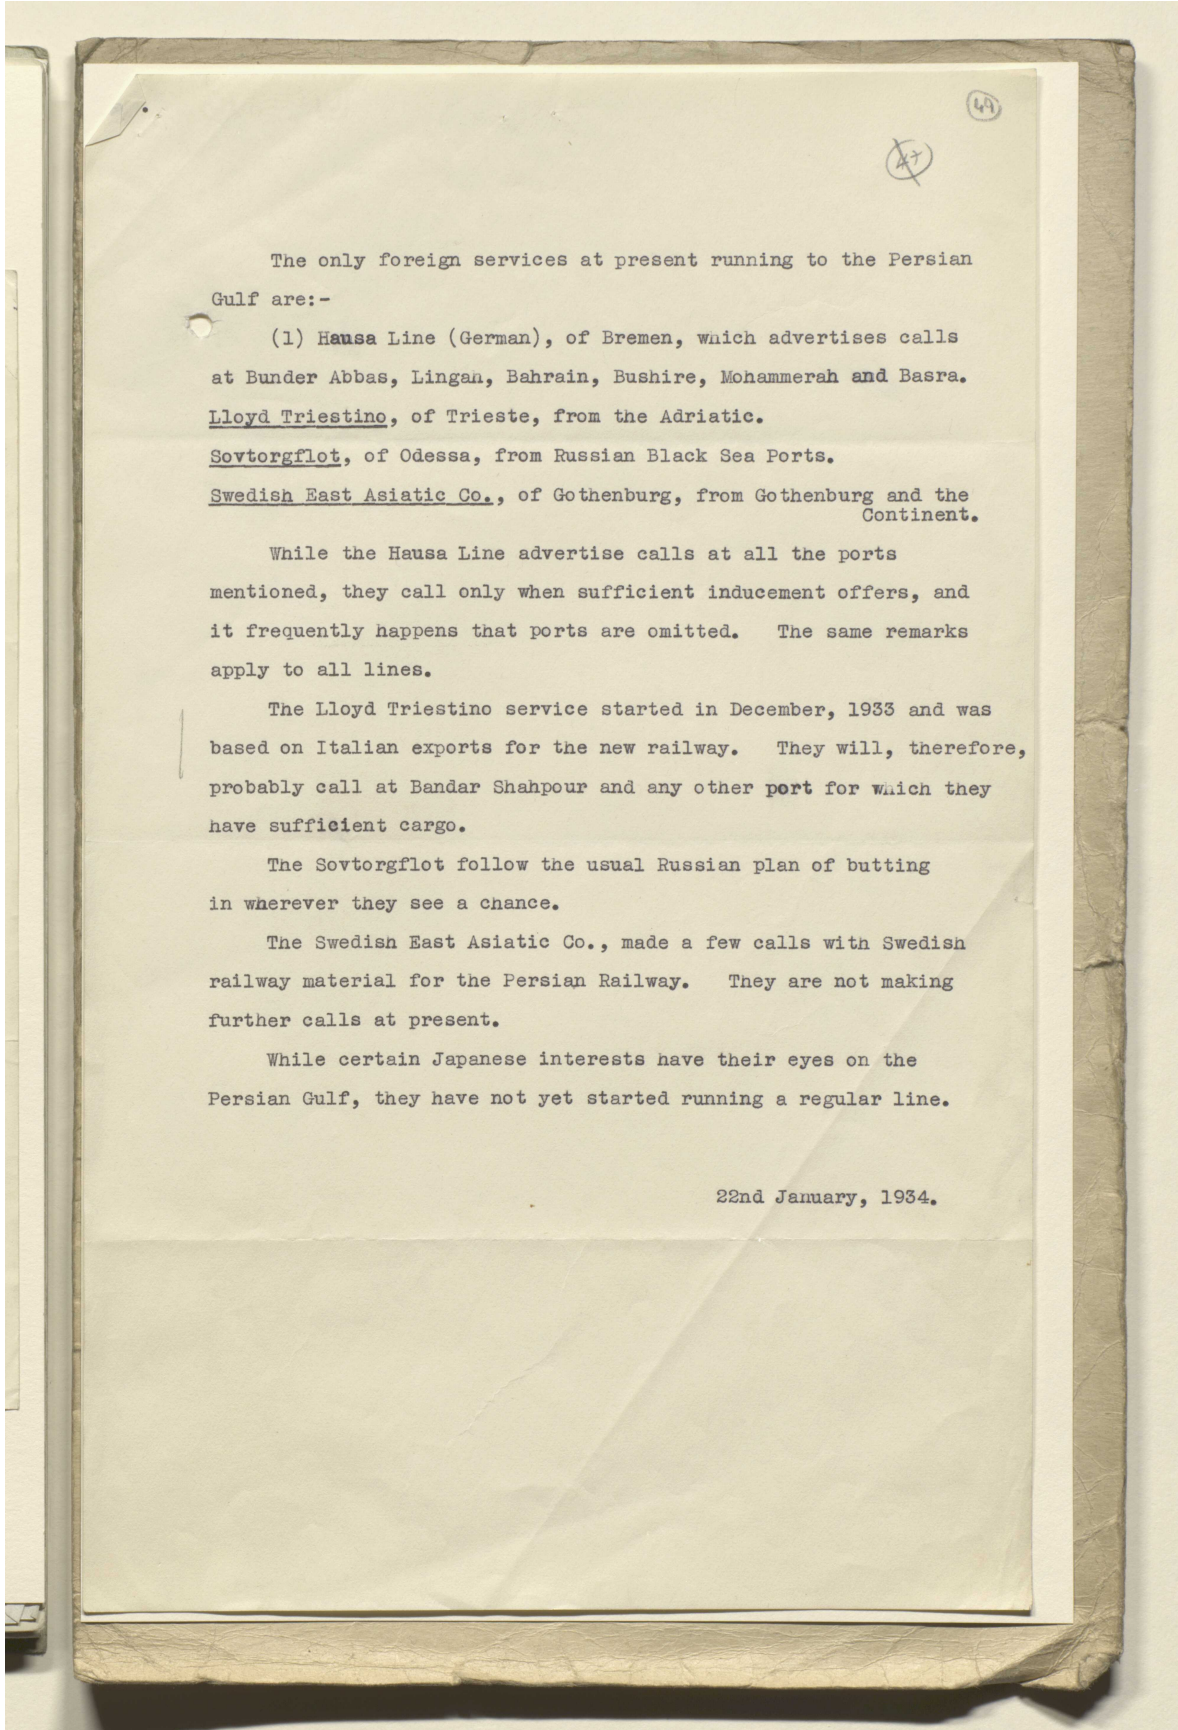 49
The only foreign services at present running to the Persian
Gulf are:-
(1) Hausa Line (German), of Bremen, which advertises calls
at Bunder Abbas, Lingah, Bahrain, Bushire, Mohammerah and Basra.
Lloyd Triestino, of Trieste, from the Adriatic.
Sovtorgflot, of Odessa, from Russian Black Sea Ports.
Swedish East Asiatic Co., of Gothenburg, from Gothenburg and the
Continent.
While the Hausa Line advertise calls at all the ports
mentioned, they call only when sufficient inducement offers, and
it frequently happens that ports are omitted. The same remarks
apply to all lines.
The Lloyd Triestino service started in December, 1933 and was
based on Italian exports for the new railway. They will, therefore,
probably call at Bandar Shahpour and any other port for which they
have sufficient cargo.
The Sovtorgflot follow the usual Russian plan of butting
in wherever they see a chance.
The Swedish East Asiatic Co., made a few calls with Swedish
railway material for the Persian Railway. They are not making
further calls at present.
While certain Japanese interests have their eyes on the
Persian Gulf, they have not yet started running a regular line.
22nd January, 1934.